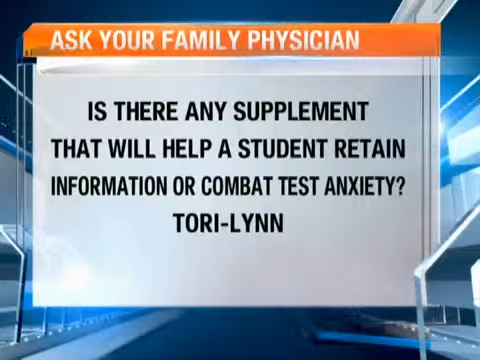 ASK YOUR FAMILY PHYSICIAN
IS THERE ANY SUPPLEMENT
THAT WILL HELP A STUDENT RETAIN
INFORMATION OR COMBAT TEST ANXIETY?
TORI-LYNN